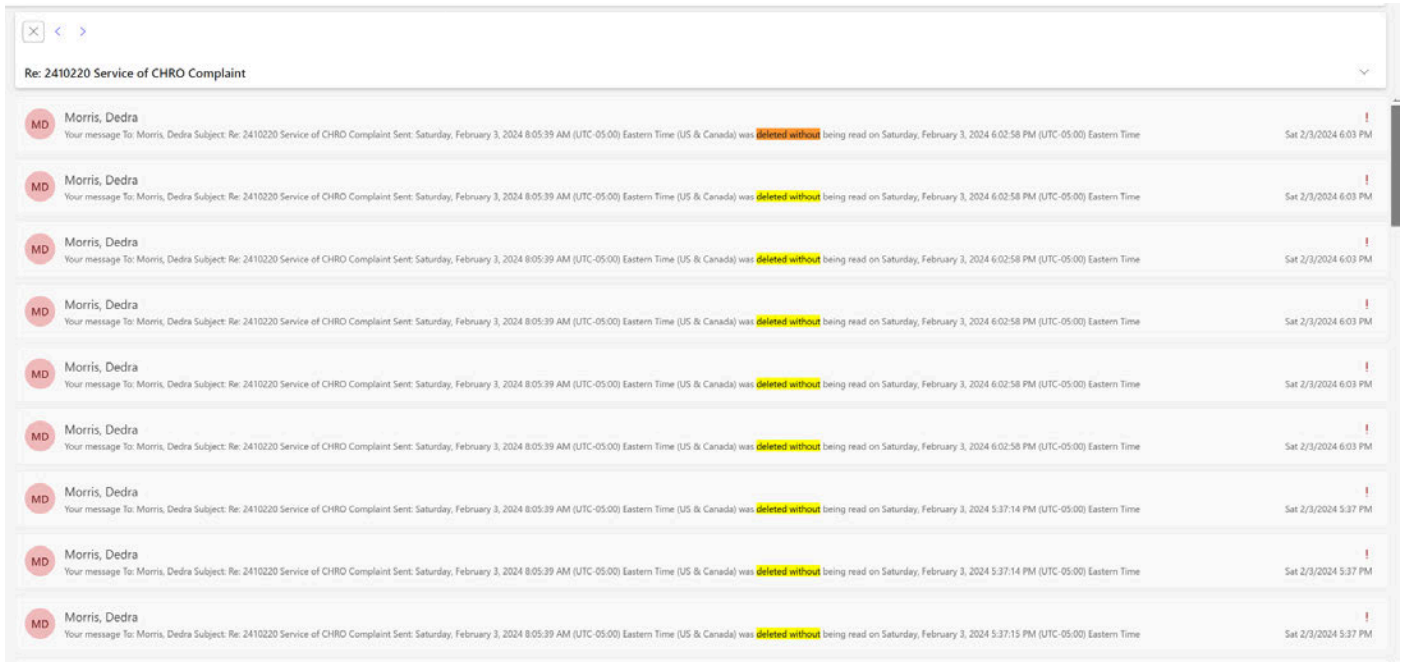 Re: 2410220 Service of CHRO Complaint
MD
Morris, Dedra
!
Your message To: Morris, Dedra Subject: Re: 2410220 Service of CHRO Complaint Sent: Saturday, February 3, 2024 8:05:39 AM (UTC-05:00) Eastern Time (US & Canada) was deleted without being read on Saturday, February 3, 2024 6:02:58 PM (UTC-05:00) Eastern Time
Sat 2/3/2024 6:03 PM
MD
Morris, Dedra
!
Your message To: Morris, Dedra Subject: Re: 2410220 Service of CHRO Complaint Sent: Saturday, February 3, 2024 8:05:39 AM (UTC-05:00) Eastern Time (US & Canada) was deleted without being read on Saturday, February 3, 2024 6:02:58 PM (UTC-05:00) Eastern Time
Sat 2/3/2024 6:03 PM
MD
Morris, Dedra
!
Your message To: Morris, Dedra Subject: Re: 2410220 Service of CHRO Complaint Sent: Saturday, February 3, 2024 8:05:39 AM (UTC-05:00) Eastern Time (US & Canada) was deleted without being read on Saturday, February 3, 2024 6:02:58 PM (UTC-05:00) Eastern Time
Sat 2/3/2024 6:03 PM
MD
Morris, Dedra
!
Your message To: Morris, Dedra Subject: Re: 2410220 Service of CHRO Complaint Sent: Saturday, February 3, 2024 8:05:39 AM (UTC-05:00) Eastern Time (US & Canada) was deleted without being read on Saturday, February 3, 2024 6:02:58 PM (UTC-05:00) Eastern Time
Sat 2/3/2024 6:03 PM
MD
Morris, Dedra
!
Your message To: Morris, Dedra Subject: Re: 2410220 Service of CHRO Complaint Sent: Saturday, February 3, 2024 8:05:39 AM (UTC-05:00) Eastern Time (US & Canada) was deleted without being read on Saturday, February 3, 2024 6:02:58 PM (UTC-05:00) Eastern Time
Sat 2/3/2024 6:03 PM
MD
Morris, Dedra
!
Your message To: Morris, Dedra Subject: Re: 2410220 Service of CHRO Complaint Sent: Saturday, February 3, 2024 8:05:39 AM (UTC-05:00) Eastern Time (US & Canada) was deleted without being read on Saturday, February 3, 2024 6:02:58 PM (UTC-05:00) Eastern Time
Sat 2/3/2024 6:03 PM
MD
Morris, Dedra
!
Your message To: Morris, Dedra Subject: Re: 2410220 Service of CHRO Complaint Sent: Saturday, February 3, 2024 8:05:39 AM (UTC-05:00) Eastern Time (US & Canada) was deleted without being read on Saturday, February 3, 2024 5:37:14 PM (UTC-05:00) Eastern Time
Sat 2/3/2024 5:37 PM
MD
Morris, Dedra
!
Your message To: Morris, Dedra Subject: Re: 2410220 Service of CHRO Complaint Sent: Saturday, February 3, 2024 8:05:39 AM (UTC-05:00) Eastern Time (US & Canada) was deleted without being read on Saturday, February 3, 2024 5:37:14 PM (UTC-05:00) Eastern Time
Sat 2/3/2024 5:37 PM
MD
Morris, Dedra
!
Your message To: Morris, Dedra Subject: Re: 2410220 Service of CHRO Complaint Sent: Saturday, February 3, 2024 8:05:39 AM (UTC-05:00) Eastern Time (US & Canada) was deleted without being read on Saturday, February 3, 2024 5:37:15 PM (UTC-05:00) Eastern Time
Sat 2/3/2024 5:37 PM